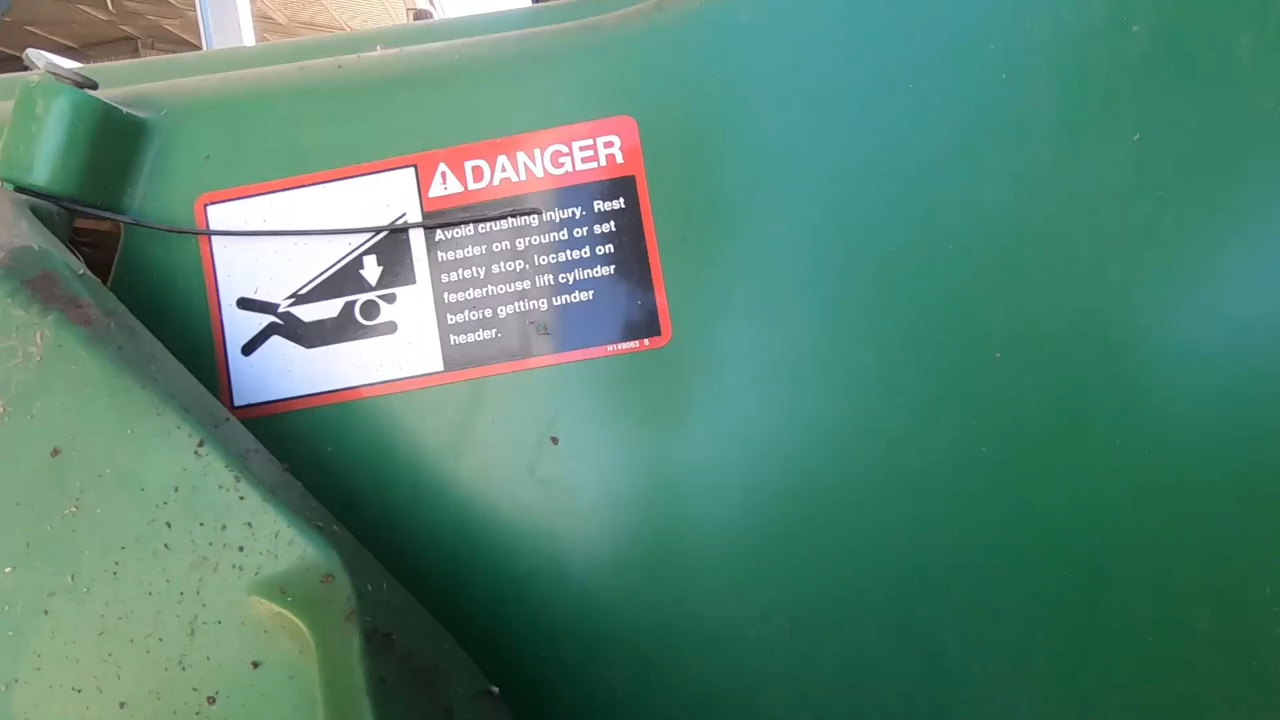 DANGER
Avoid crushing injury. Rest
header on ground or set
safety stop, located on
feederhouse lift cylinder
before getting under
header.
H149063 S